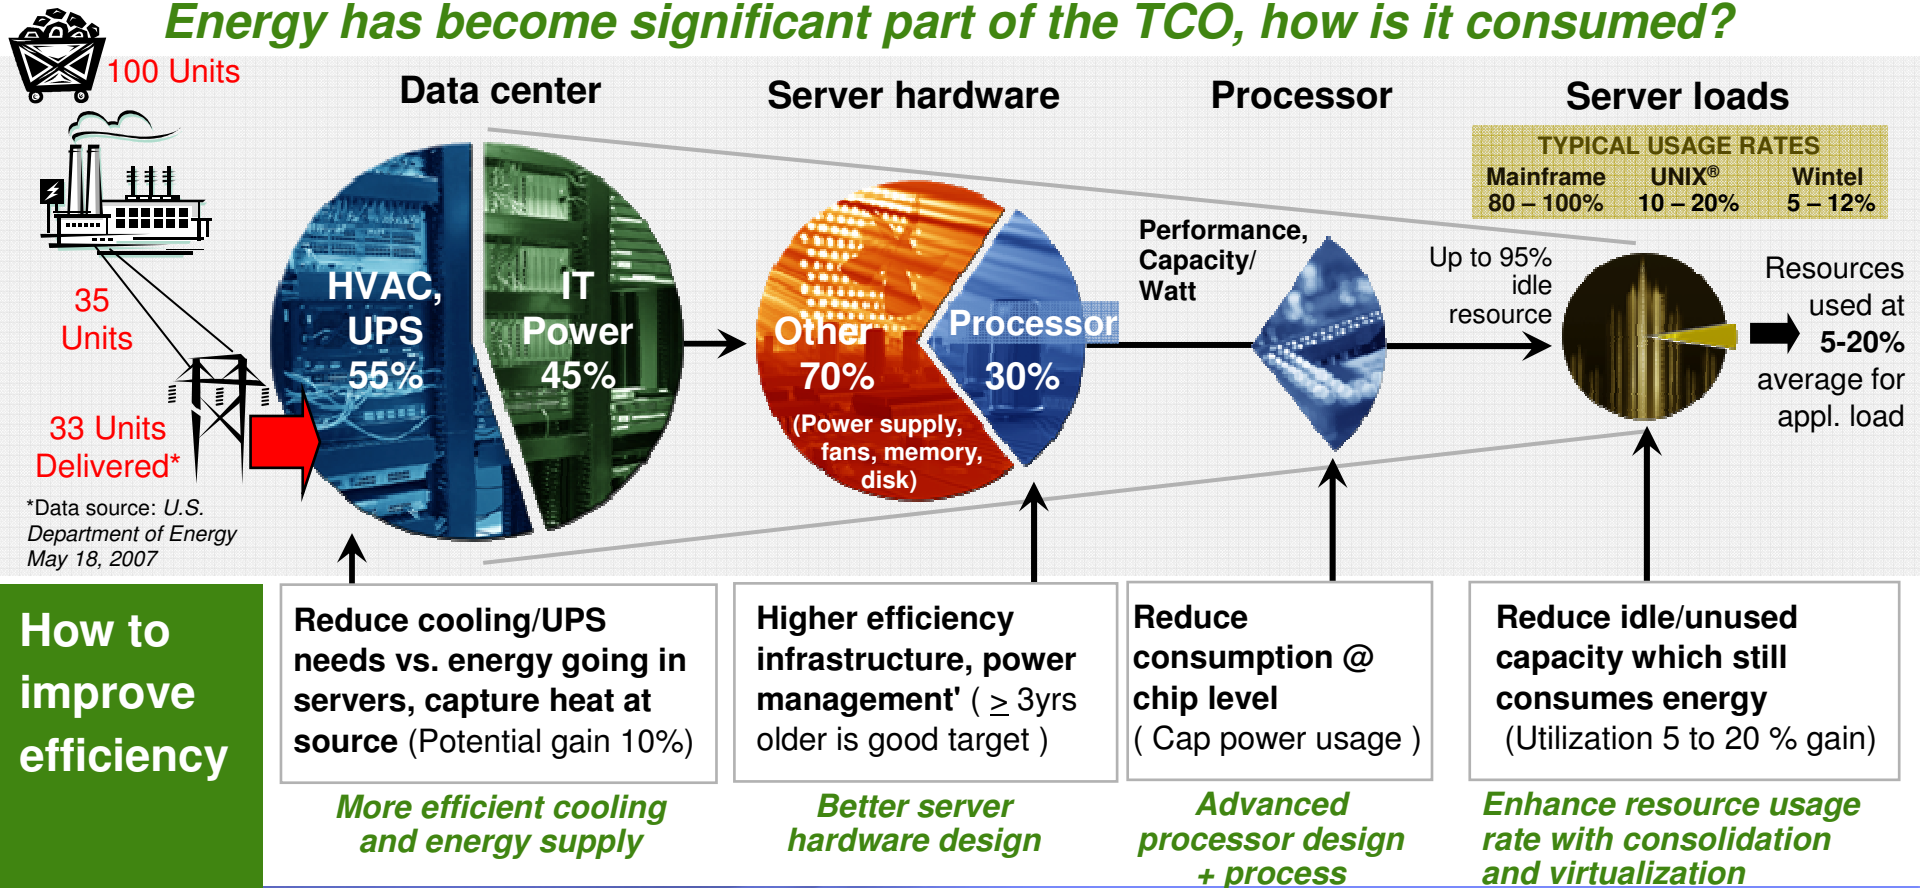 Energy has become significant part of the TCO, how is it consumed?
100 Units
35
Units
33 Units
Delivered*
*Data source: U.S.
Department of Energy
May 18, 2007
Data center
HVAC,
UPS
55%
IT
Power
45%
Server hardware
Other
70%
(Power supply,
fans, memory,
disk)
Processor
30%
Processor
Performance,
Capacity/
Watt
Server loads
TYPICAL USAGE RATES
Mainframe UNIX® Wintel
80 – 100% 10 – 20% 5 – 12%
Up to 95%
idle
resource
Resources
used at
5-20%
average for
appl. load
How to
improve
efficiency
Reduce cooling/UPS
needs vs. energy going in
servers, capture heat at
source (Potential gain 10%)
More efficient cooling
and energy supply
Higher efficiency
infrastructure, power
management' ( ≥ 3yrs
older is good target )
Better server
hardware design
Reduce
consumption @
chip level
( Cap power usage )
Advanced
processor design
+ process
Reduce idle/unused
capacity which still
consumes energy
(Utilization 5 to 20 % gain)
Enhance resource usage
rate with consolidation
and virtualization